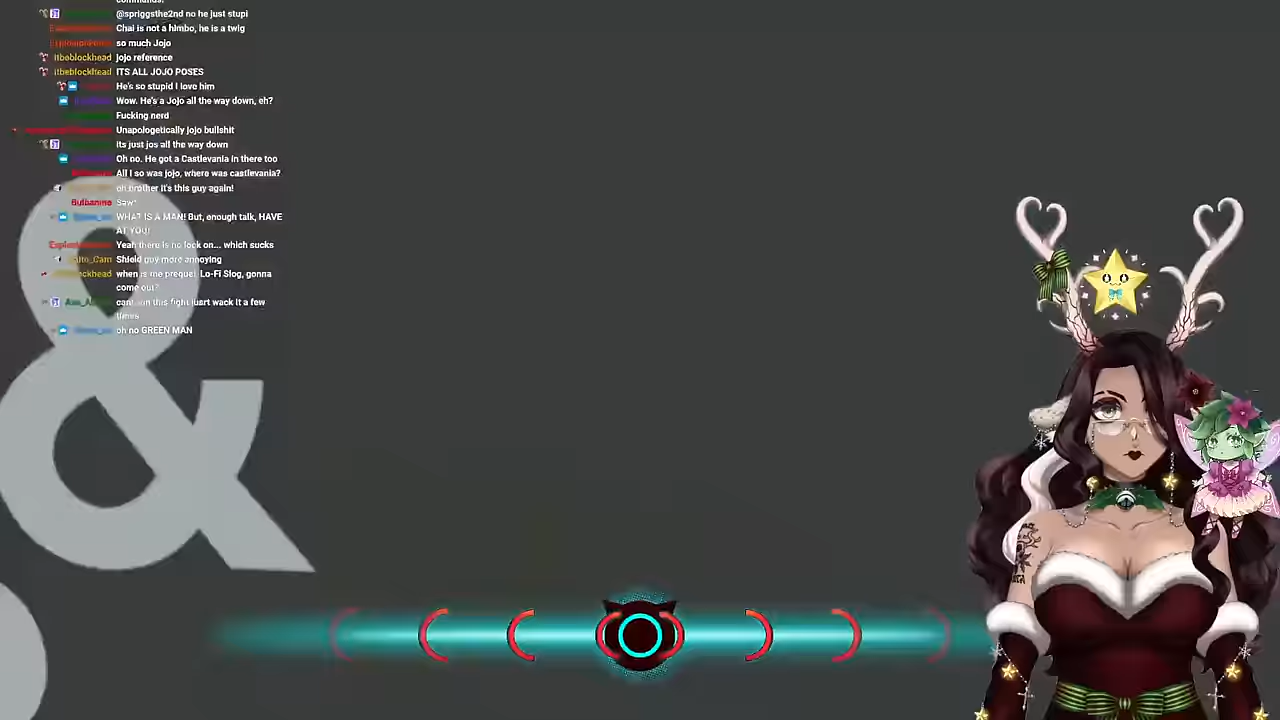 commands!
@spriggsthe2nd no he just stupi
Chai is not a himbo, he is a twig
so much Jojo
itbeblockhead jojo reference
itbeblockhead ITS ALL JOJO POSES
He's so stupid I love him
Wow. He's a Jojo all the way down, eh?
Fucking nerd
Unapologetically jojo bullshit
Its just jos all the way down
Oh no. He got a Castlevania in there too
All I so was jojo, where was castlevania?
oh brother it's this guy again!
Bulbanine Saw*
WHAT IS A MAN! But, enough talk, HAVE
AT YOU!
Yeah there is no lock on... which sucks
Shield guy more annoying
when is the prequel, Lo-Fi Slog, gonna
come out?
cant run this fight jusrt wack it a few
times
oh no GREEN MAN
&